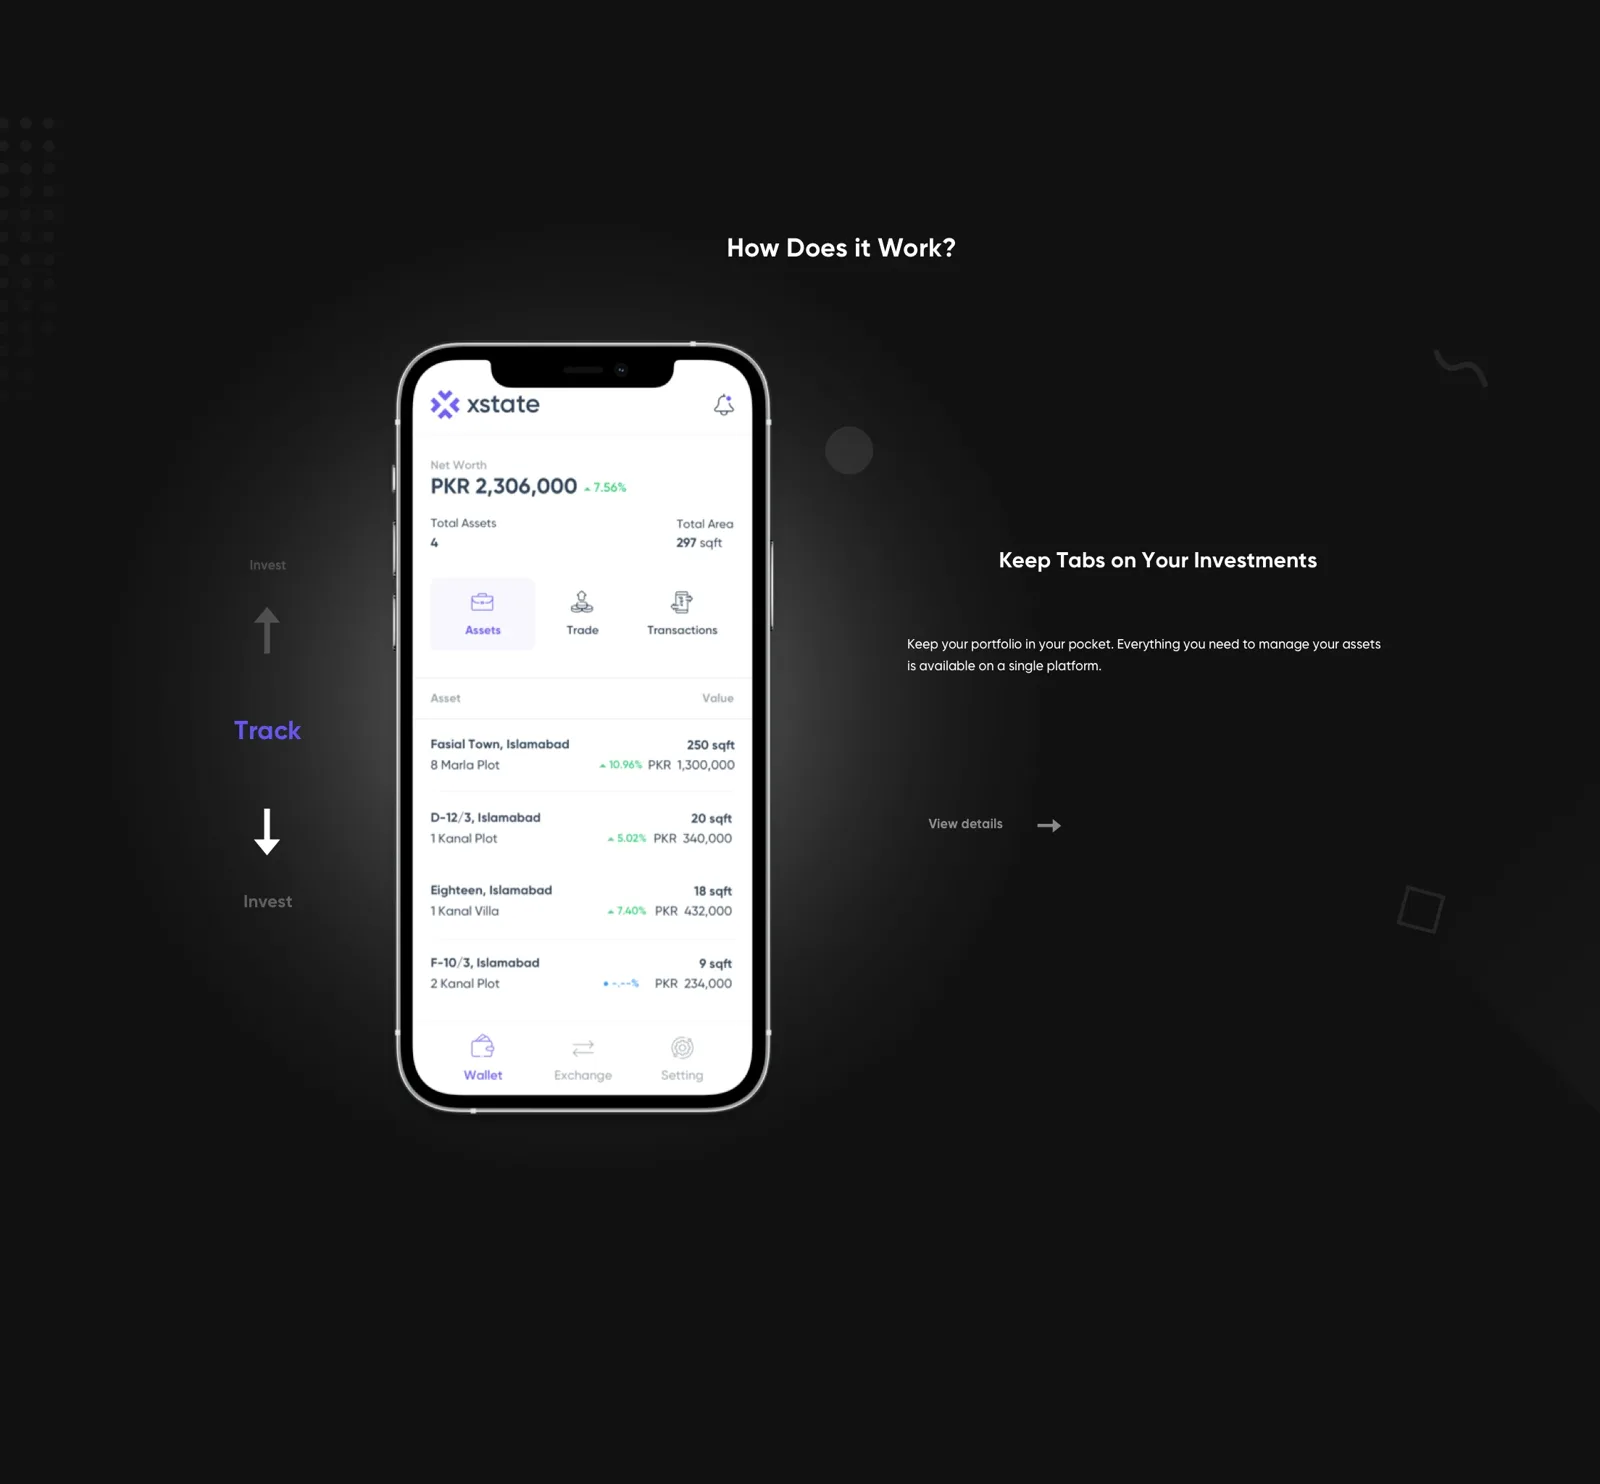 How Does it Work?
xstate
Net Worth
PKR 2,306,000 7.56%
Total Assets
Total Area
4
297 sqft
Assets
Trade
Transactions
Asset
Value
Fasial Town, Islamabad
250 sqft
8 Marla Plot
10.96% PKR 1,300,000
D-12/3, Islamabad
20 sqft
1 Kanal Plot
5.02% PKR 340,000
Eighteen, Islamabad
18 sqft
1 Kanal Villa
7.40% PKR 432,000
F-10/3, Islamabad
9 sqft
2 Kanal Plot
-.--% PKR 234,000
Wallet
Exchange
Setting
Invest
Track
Invest
Keep Tabs on Your Investments
Keep your portfolio in your pocket. Everything you need to manage your assets
is available on a single platform.
View details